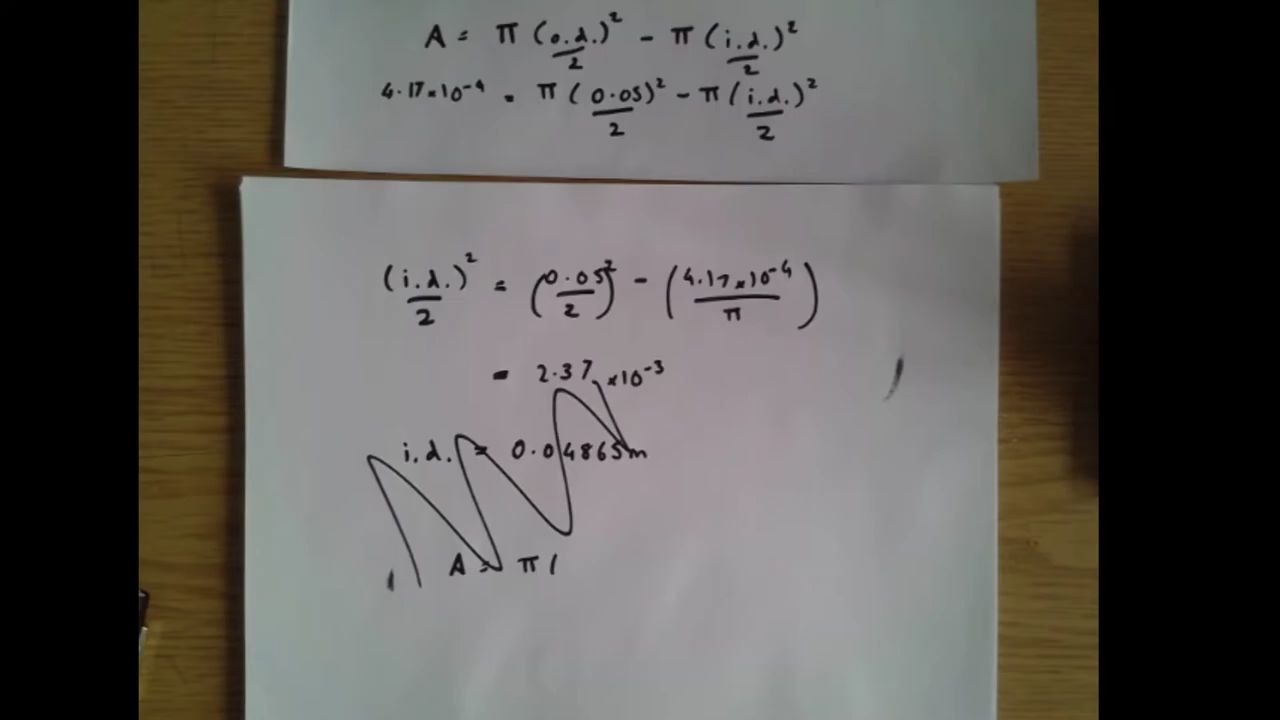 A = π (o.d./2)² - π (i.d./2)²
4.17×10⁻⁴ = π (0.05/2)² - π (i.d./2)²
(i.d./2)² = (0.05/2)² - (4.17×10⁻⁴/π)
= 2.37 ×10⁻³
i.d. = 0.04865m
A = π (